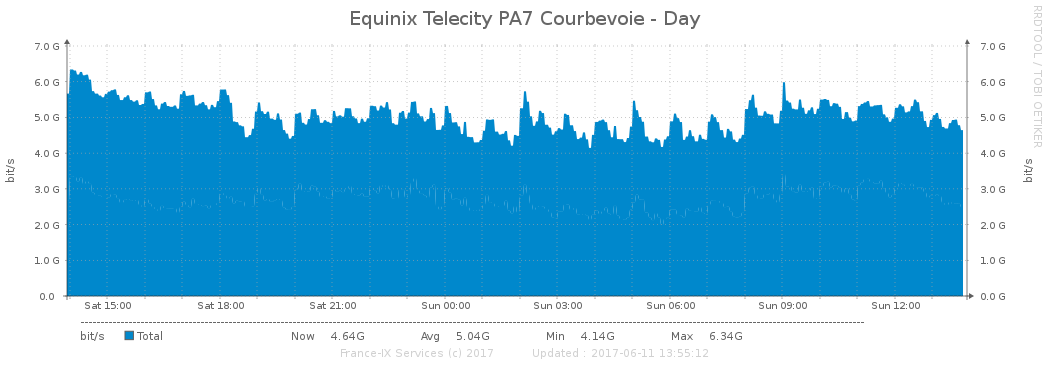 Equinix Telecity PA7 Courbevoie - Day
RRDTOOL / TOBI OETIKER
7.0 G 7.0 G
6.0 G 6.0 G
5.0 G 5.0 G
4.0 G 4.0 G
3.0 G 3.0 G
2.0 G 2.0 G
1.0 G 1.0 G
0.0 0.0 G
bit/s bit/s
Sat 15:00 Sat 18:00 Sat 21:00 Sun 00:00 Sun 03:00 Sun 06:00 Sun 09:00 Sun 12:00
bit/s Total Now 4.64G Avg 5.04G Min 4.14G Max 6.34G
France-IX Services (c) 2017 Updated : 2017-06-11 13:55:12